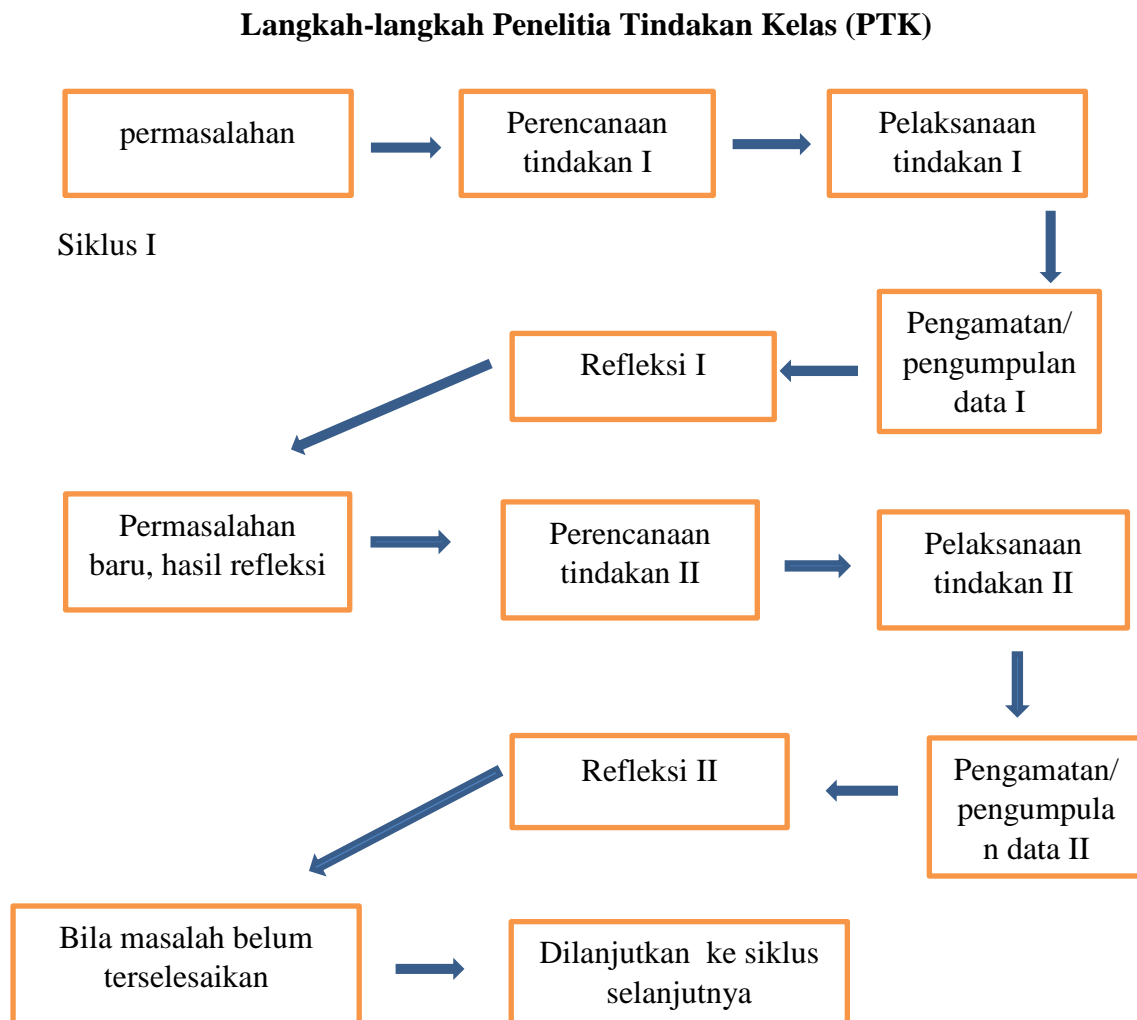 Langkah-langkah Penelitia Tindakan Kelas (PTK)
permasalahan
Perencanaan
tindakan I
Pelaksanaan
tindakan I
Siklus I
Pengamatan/
pengumpulan
data I
Refleksi I
Permasalahan
baru, hasil refleksi
Perencanaan
tindakan II
Pelaksanaan
tindakan II
Pengamatan/
pengumpula
n data II
Refleksi II
Bila masalah belum
terselesaikan
Dilanjutkan ke siklus
selanjutnya